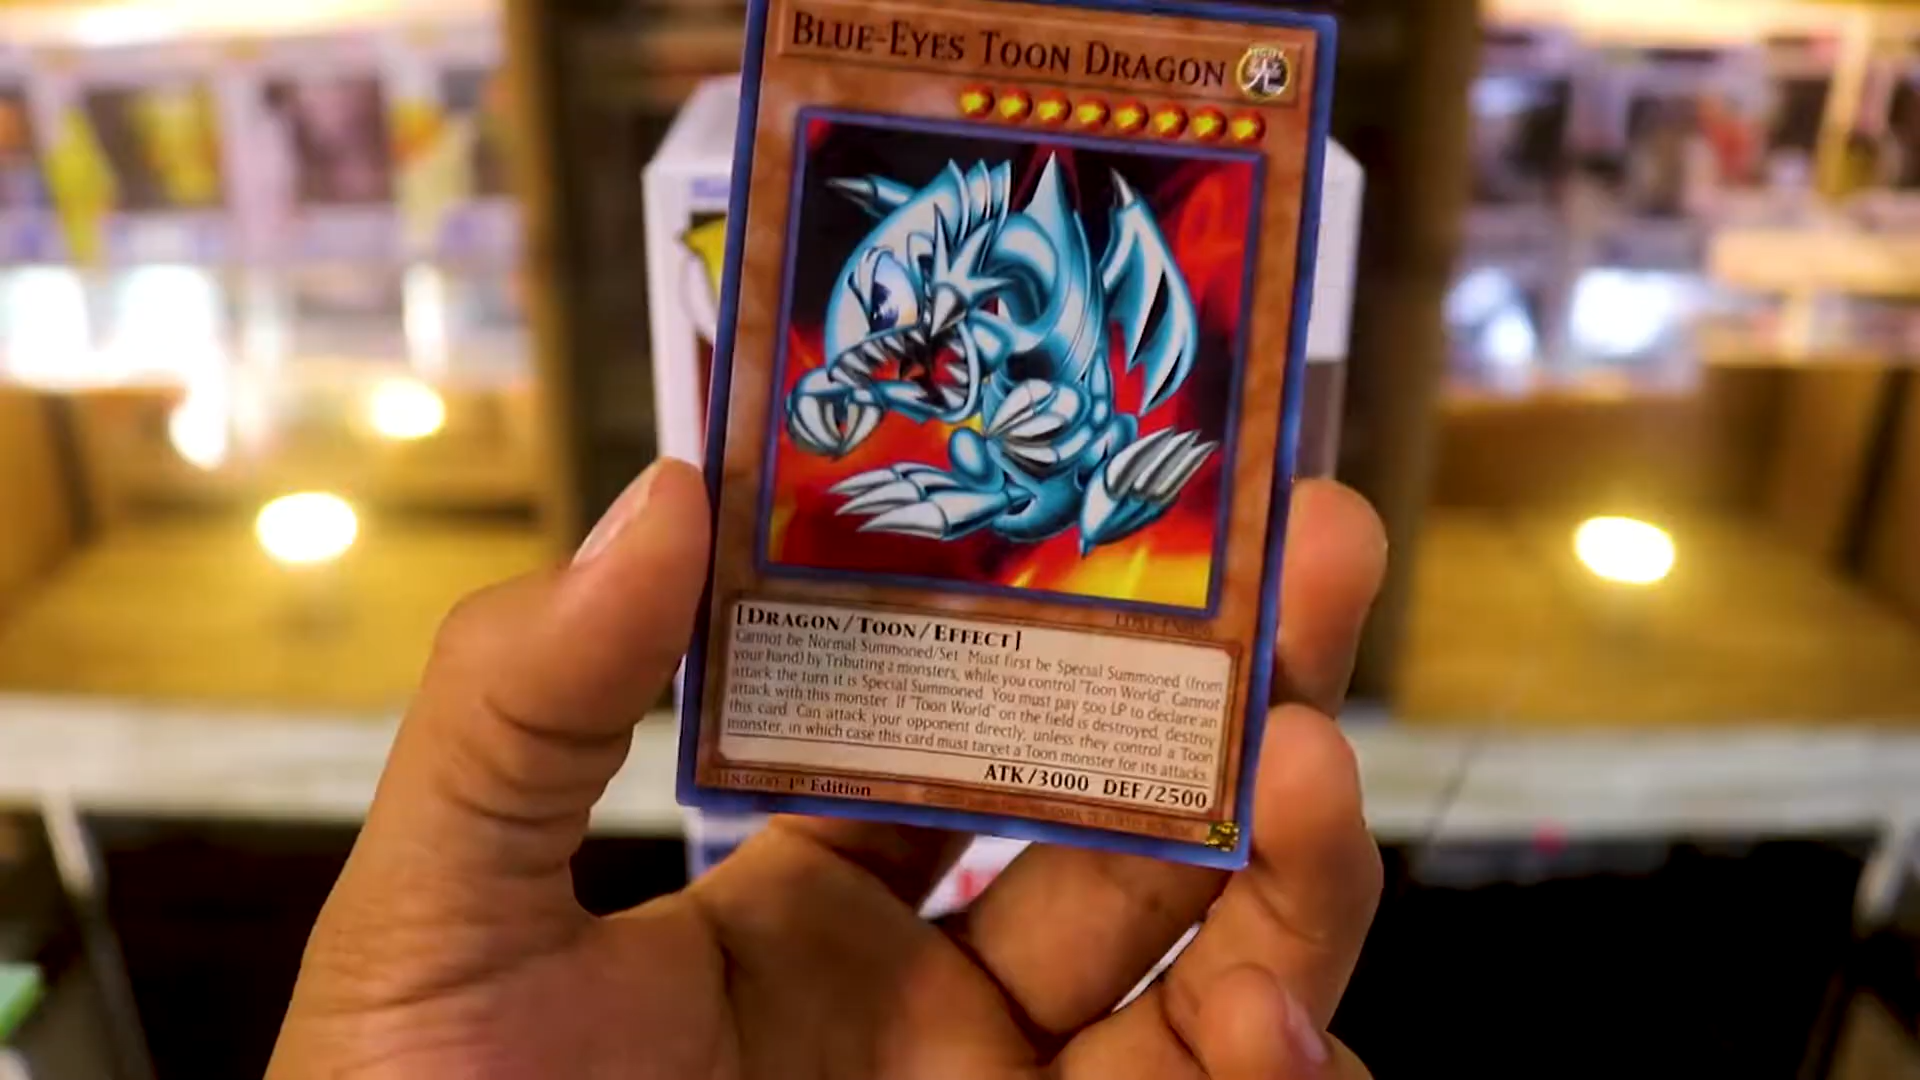 BLUE-EYES TOON DRAGON
[DRAGON/TOON/EFFECT]
Cannot be Normal Summoned/Set. Must first be Special Summoned (from
your hand) by Tributing 2 monsters, while you control "Toon World". Cannot
attack the turn it is Special Summoned. You must pay 500 LP to declare an
attack with this monster. If "Toon World" on the field is destroyed, destroy
this card. Can attack your opponent directly, unless they control a Toon
monster, in which case this card must target a Toon monster for its attacks.
ATK/3000 DEF/2500
1st Edition